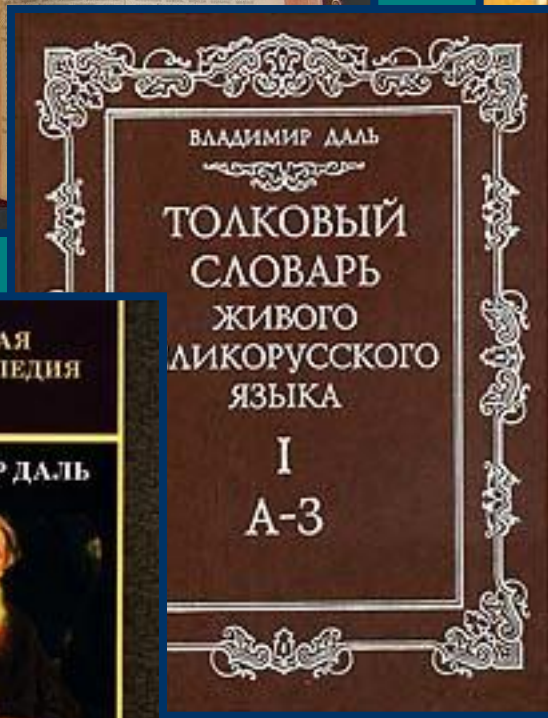 ВЛАДИМИР ДАЛЬ
ТОЛКОВЫЙ
СЛОВАРЬ
ЖИВОГО
ЛИКОРУССКОГО
ЯЗЫКА
I
А-З
АЯ
ПЕДИЯ
Р ДАЛЬ